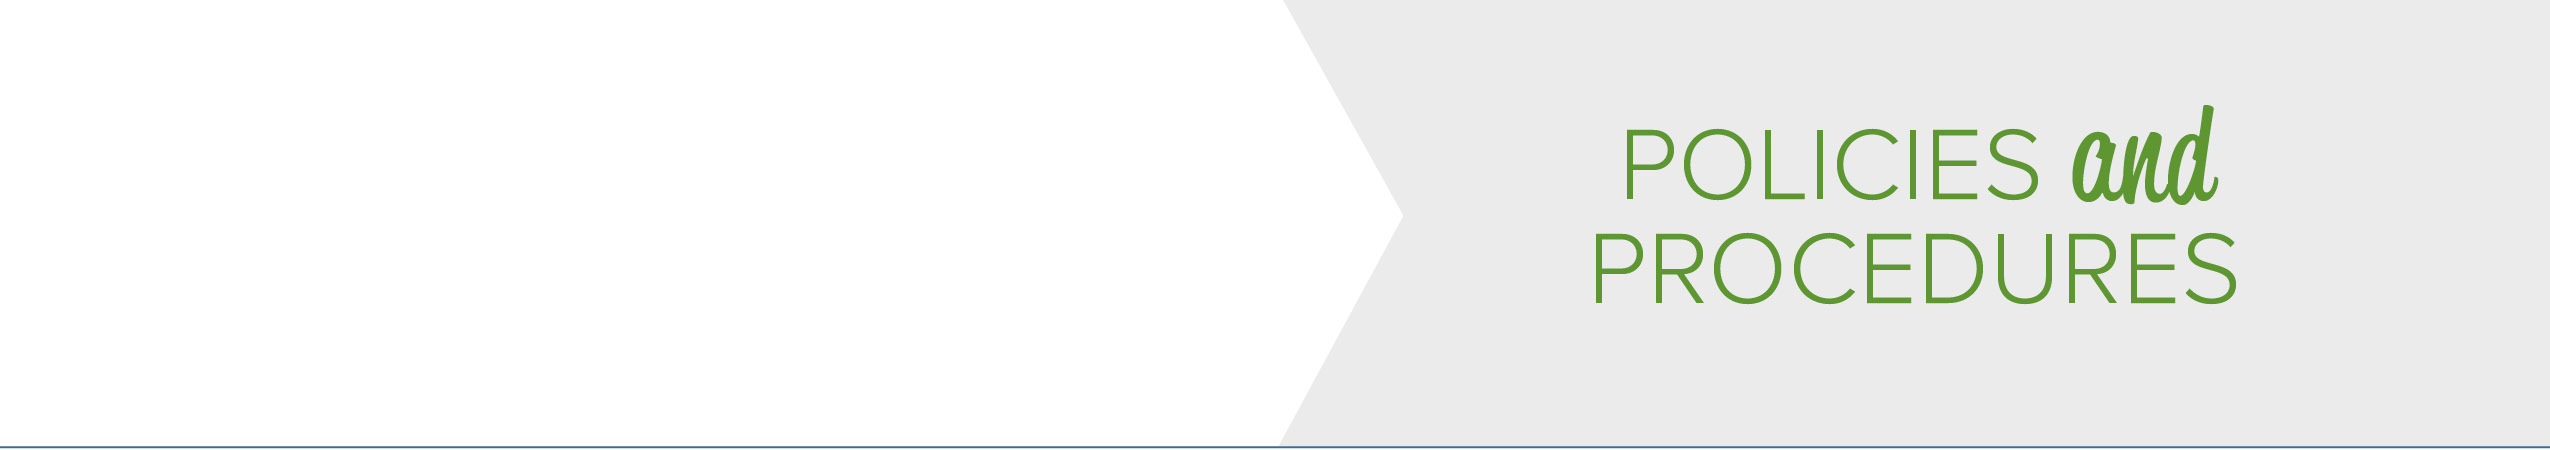 POLICIES and
PROCEDURES